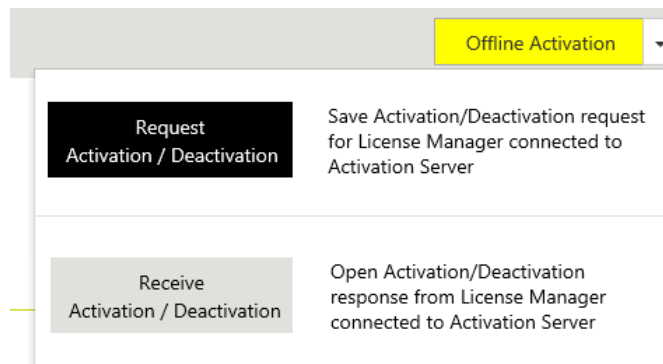 Offline Activation
Request
Activation / Deactivation
Save Activation/Deactivation request
for License Manager connected to
Activation Server
Receive
Activation / Deactivation
Open Activation/Deactivation
response from License Manager
connected to Activation Server